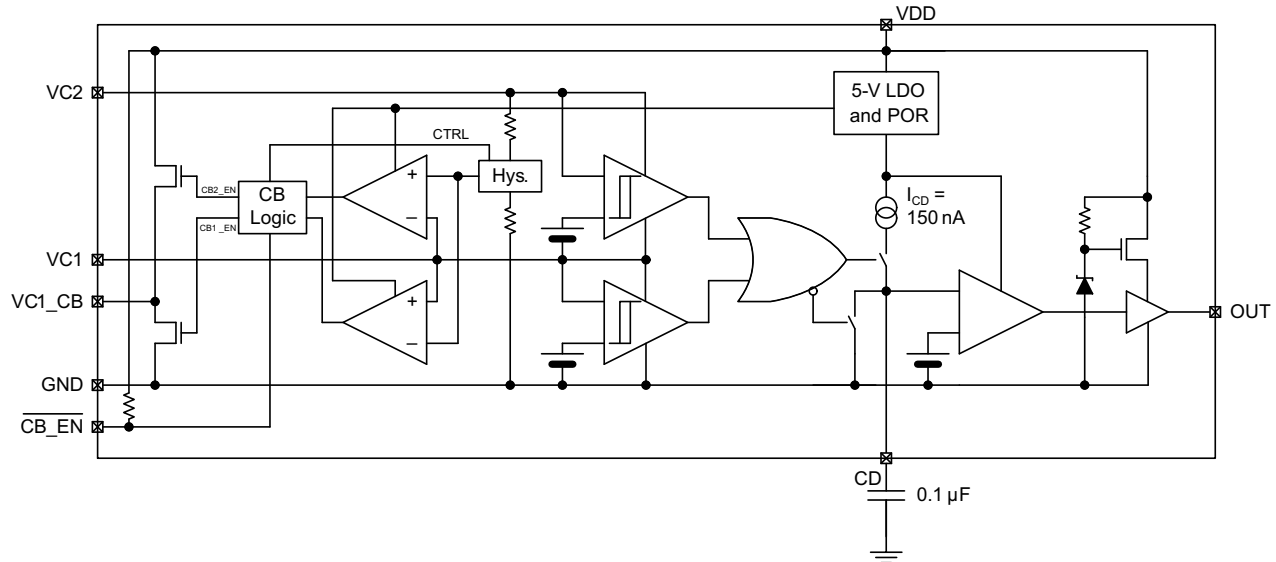 VDD
VC2
5-V LDO
and POR
CTRL
CB2_EN
CB
Logic
CB1_EN
+
−
Hys.
I_CD =
150 nA
VC1
VC1_CB
+
−
OUT
GND
CB_EN
CD
0.1 µF